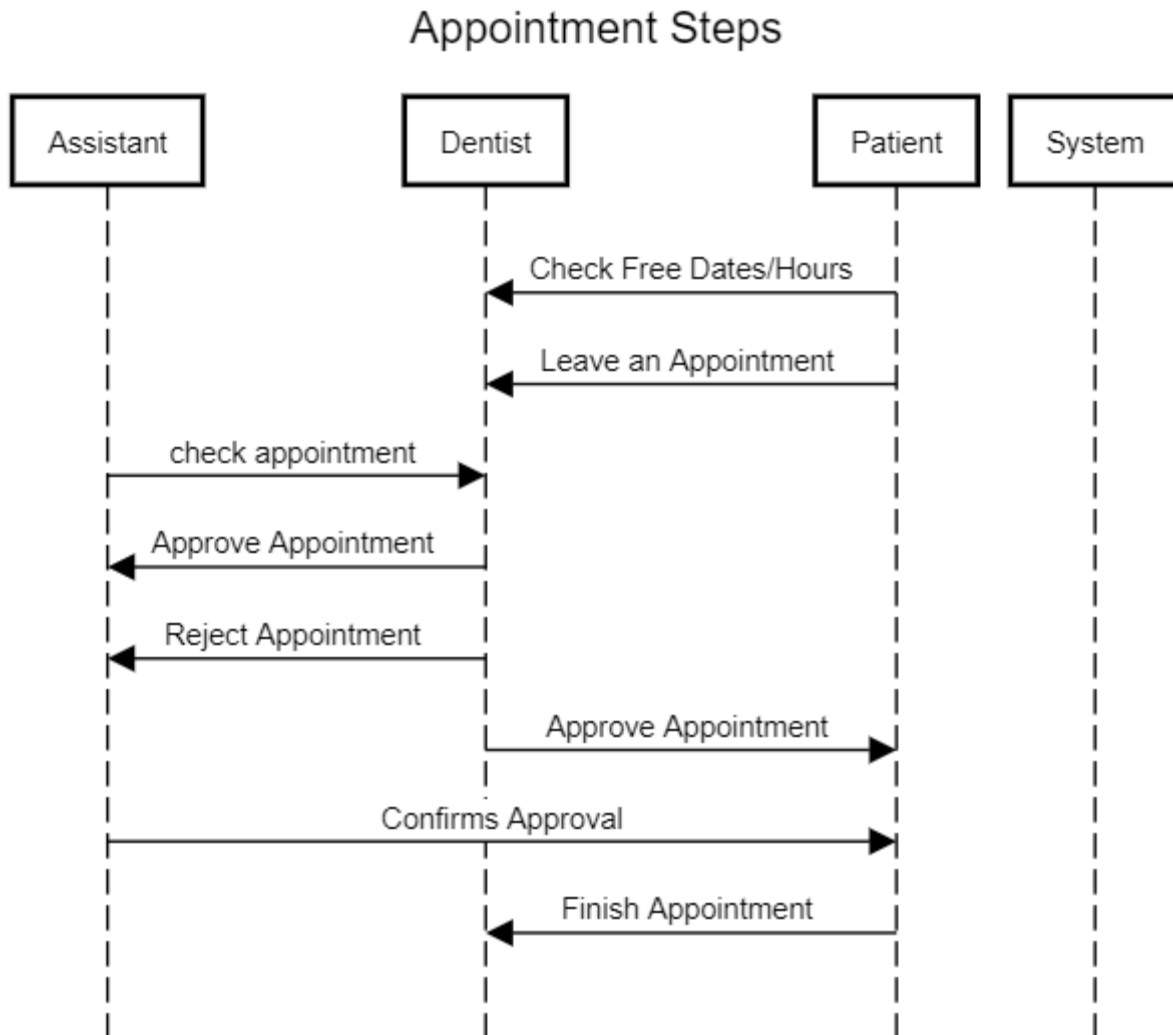 Appointment Steps
Assistant
Dentist
Patient
System
Check Free Dates/Hours
Leave an Appointment
check appointment
Approve Appointment
Reject Appointment
Approve Appointment
Confirms Approval
Finish Appointment